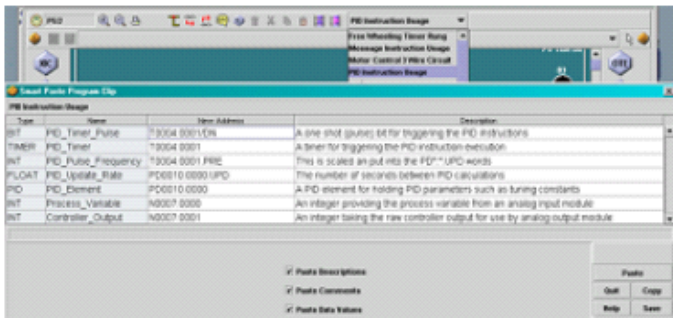 PID Instruction Usage
Free Wheeling Timer Rung
Message Instruction Usage
Motor Control 3 Wire Circuit
PID Instruction Usage
Smart Paste Program Clip
PID Instruction Usage
Type Name New Address Description
BIT PID_Timer_Pulse T0004:0001/DN A one shot (pulse) bit for triggering the PID instructions
TIMER PID_Timer T0004:0001 A timer for triggering the PID instruction execution
INT PID_Pulse_Frequency T0004:0001.PRE This is scaled an put into the PD*:*.UPD words
FLOAT PID_Update_Rate PD0010:0000.UPD The number of seconds between PID calculations
PID PID_Element PD0010:0000 A PID element for holding PID parameters such as tuning constants
INT Process_Variable N0007:0000 An integer providing the process variable from an analog input module
INT Controller_Output N0007:0001 An integer taking the raw controller output for use by analog output module
Paste Descriptions
Paste Comments
Paste Data Values
Paste
Quit Copy
Help Save